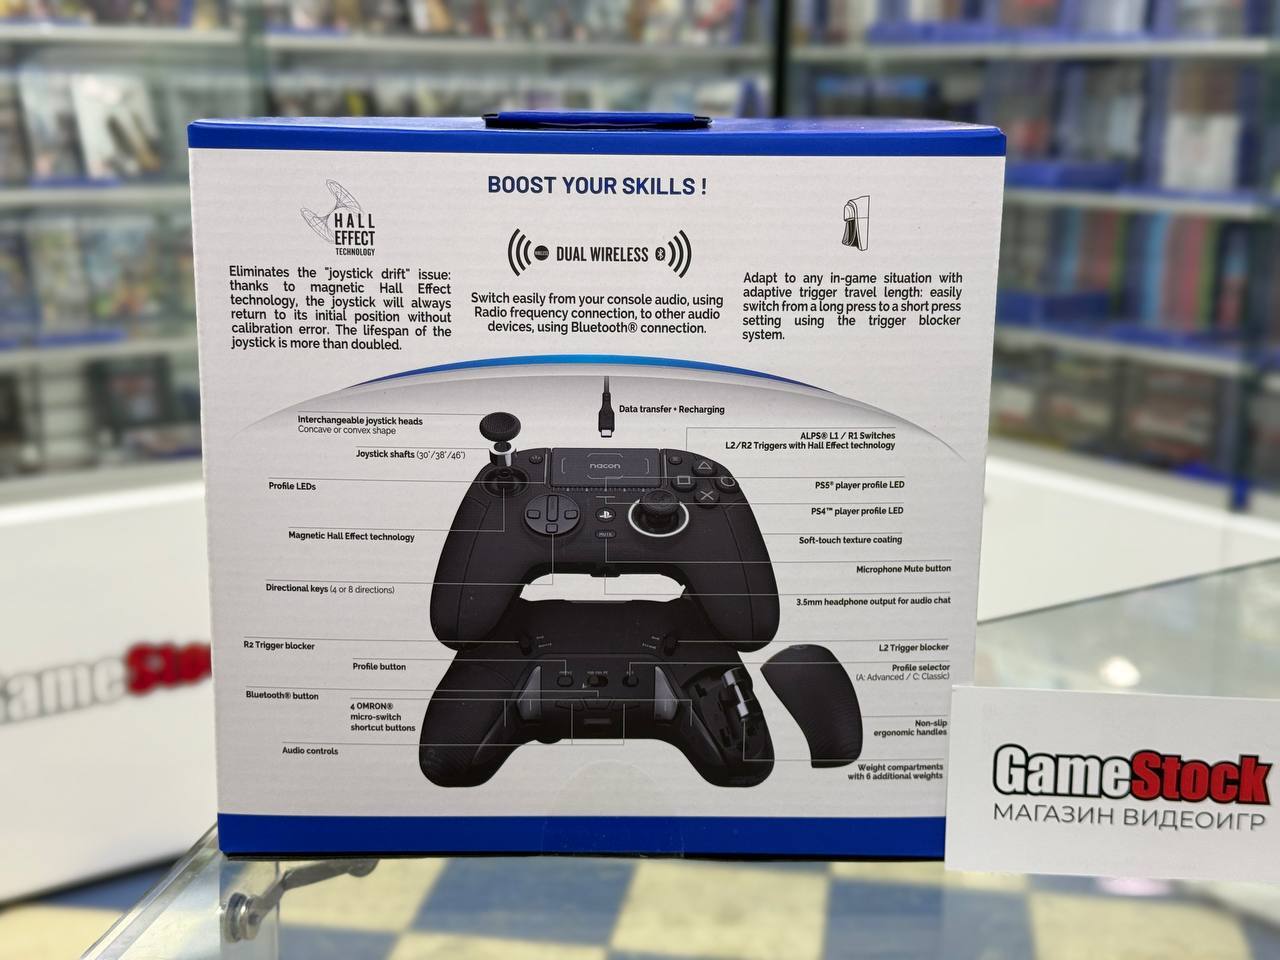 BOOST YOUR SKILLS !
HALL
EFFECT
TECHNOLOGY
Eliminates the "joystick drift" issue:
thanks to magnetic Hall Effect
technology, the joystick will always
return to its initial position without
calibration error. The lifespan of the
joystick is more than doubled.
DUAL WIRELESS
Switch easily from your console audio, using
Radio frequency connection, to other audio
devices, using Bluetooth® connection.
Adapt to any in-game situation with
adaptive trigger travel length: easily
switch from a long press to a short press
setting using the trigger blocker
system.
Data transfer + Recharging
Interchangeable joystick heads
Concave or convex shape
Joystick shafts (30°/38°/46°)
Profile LEDs
Magnetic Hall Effect technology
Directional keys (4 or 8 directions)
R2 Trigger blocker
Profile button
Bluetooth® button
4 OMRON®
micro-switch
shortcut buttons
Audio controls
nacon
MUTE
ALPS® L1 / R1 Switches
L2/R2 Triggers with Hall Effect technology
PS5® player profile LED
PS4™ player profile LED
Soft-touch texture coating
Microphone Mute button
3.5mm headphone output for audio chat
L2 Trigger blocker
Profile selector
(A: Advanced / C: Classic)
Non-slip
ergonomic handles
Weight compartments
with 6 additional weights
GameStock
МАГАЗИН ВИДЕОИГР